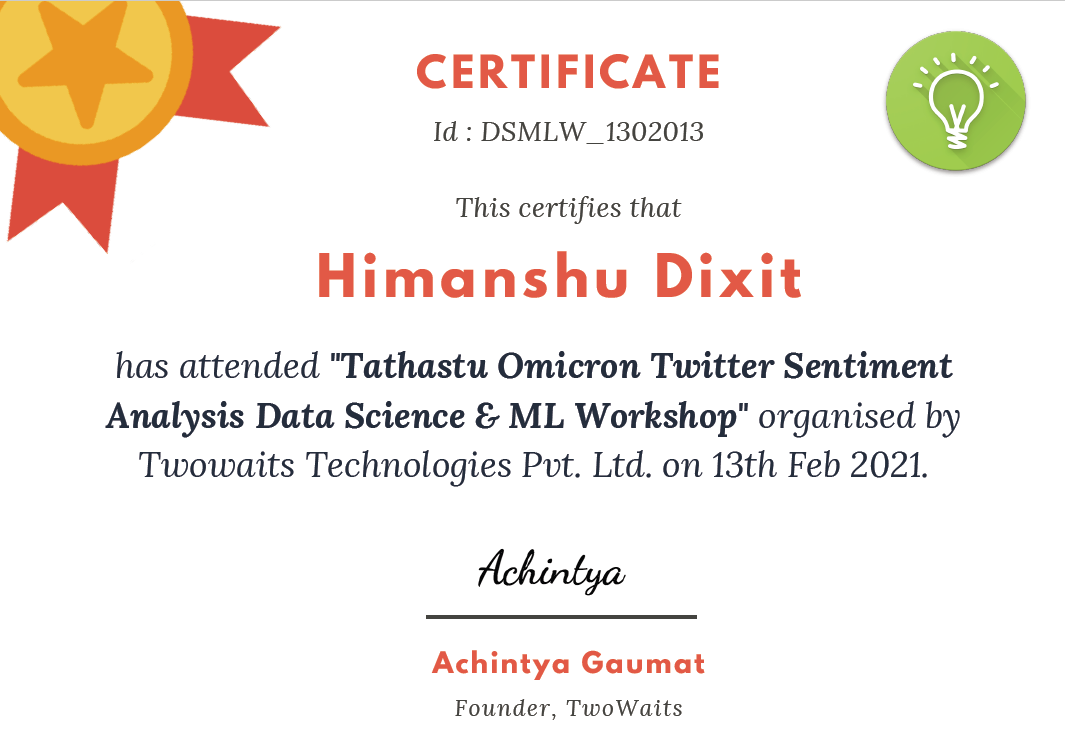 CERTIFICATE
Id : DSMLW_1302013
This certifies that
Himanshu Dixit
has attended "Tathastu Omicron Twitter Sentiment
Analysis Data Science & ML Workshop" organised by
Twowaits Technologies Pvt. Ltd. on 13th Feb 2021.
Achintya
Achintya Gaumat
Founder, TwoWaits